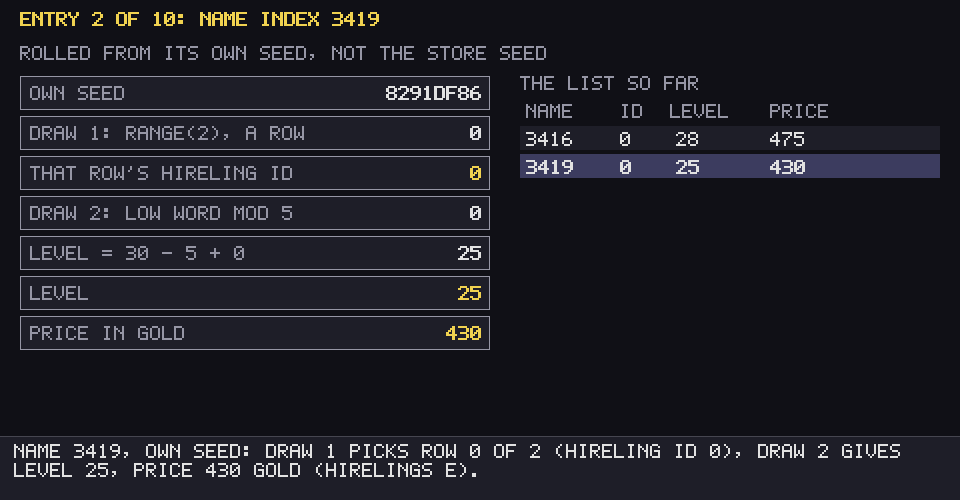 ENTRY 2 OF 10: NAME INDEX 3419
ROLLED FROM ITS OWN SEED, NOT THE STORE SEED
OWN SEED 8291DF86
DRAW 1: RANGE(2), A ROW 0
THAT ROW'S HIRELING ID 0
DRAW 2: LOW WORD MOD 5 0
LEVEL = 30 - 5 + 0 25
LEVEL 25
PRICE IN GOLD 430
THE LIST SO FAR
NAME ID LEVEL PRICE
3416 0 28 475
3419 0 25 430
NAME 3419, OWN SEED: DRAW 1 PICKS ROW 0 OF 2 (HIRELING ID 0), DRAW 2 GIVES
LEVEL 25, PRICE 430 GOLD (HIRELINGS E).